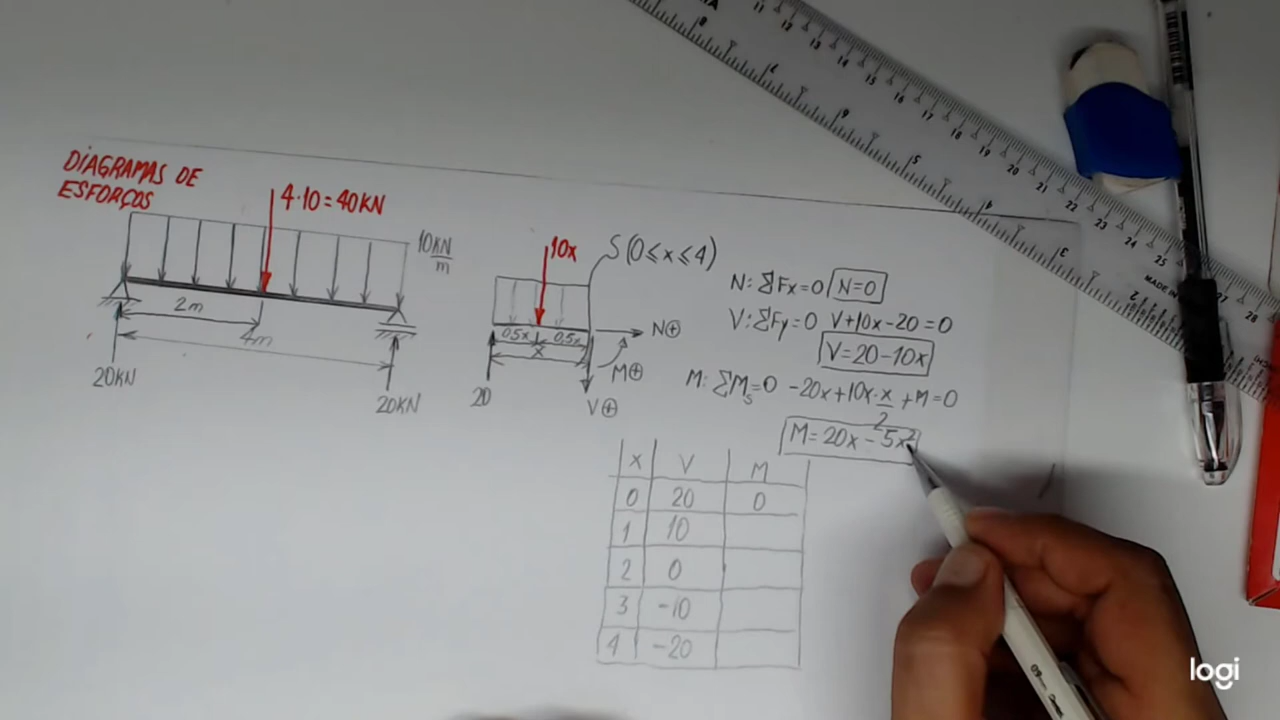 DIAGRAMAS DE
ESFORÇOS
4·10=40KN
10KN/m
2m
4m
20KN
20KN
10x
S(0≤x≤4)
0,5x 0,5x
x
N⊕
M⊕
V⊕
20
N: ΣFx=0 N=0
V: ΣFy=0 V+10x-20=0
V=20-10x
M: ΣMs=0 -20x+10x·x/2+M=0
M=20x-5x²
x V M
0 20 0
1 10
2 0
3 -10
4 -20
MADE IN
logi